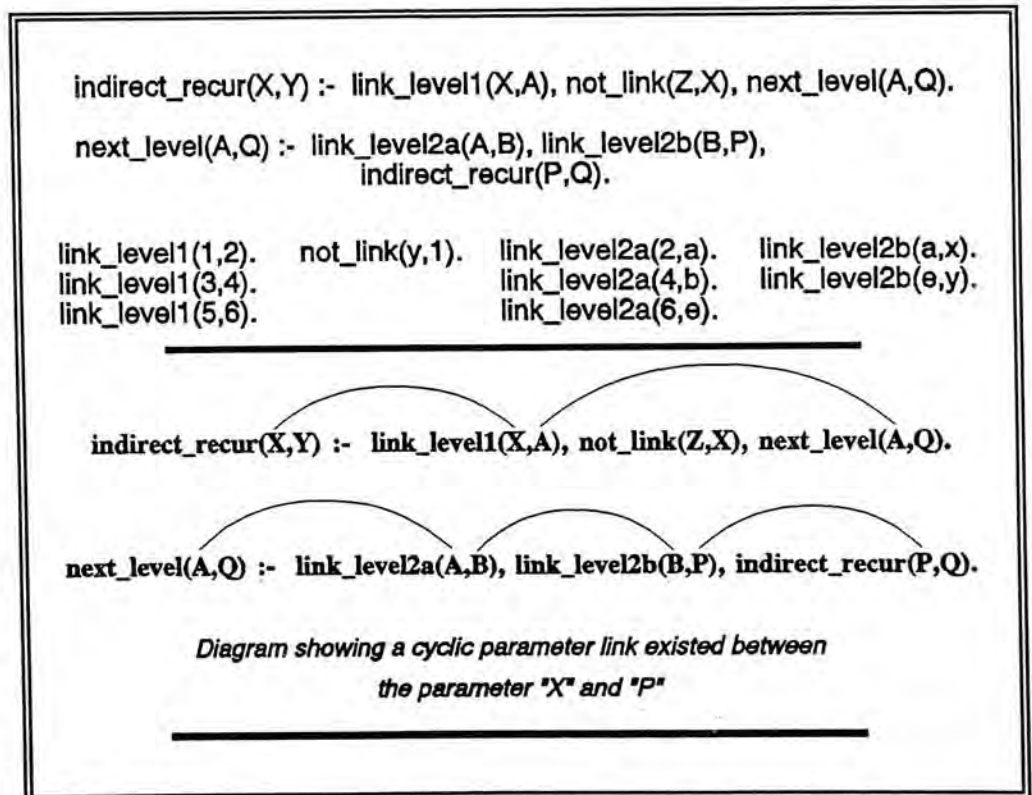 indirect_recur(X,Y) :- link_level1(X,A), not_link(Z,X), next_level(A,Q).
next_level(A,Q) :- link_level2a(A,B), link_level2b(B,P),
indirect_recur(P,Q).
link_level1(1,2). not_link(y,1). link_level2a(2,a). link_level2b(a,x).
link_level1(3,4). link_level2a(4,b). link_level2b(e,y).
link_level1(5,6). link_level2a(6,e).
indirect_recur(X,Y) :- link_level1(X,A), not_link(Z,X), next_level(A,Q).
next_level(A,Q) :- link_level2a(A,B), link_level2b(B,P), indirect_recur(P,Q).
Diagram showing a cyclic parameter link existed between
the parameter "X" and "P"